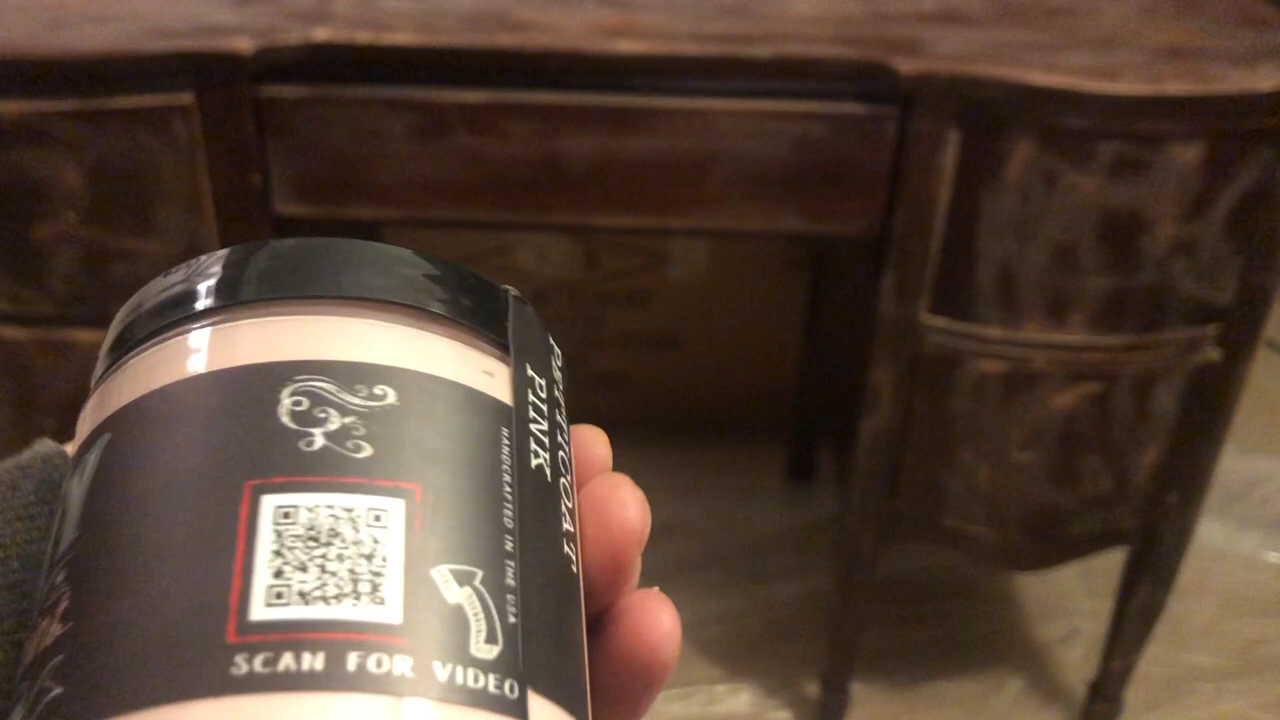 SCAN FOR VIDEO
HANDCRAFTED IN THE USA
PETTICOAT
PINK